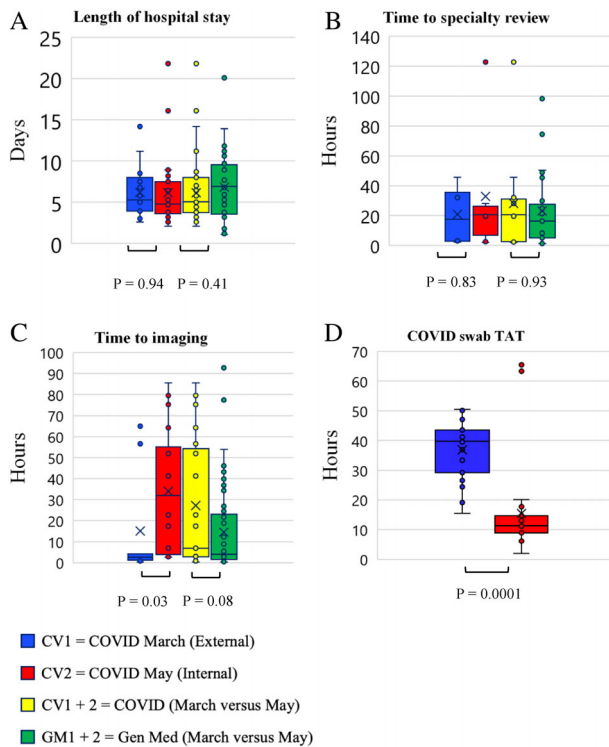 A
Length of hospital stay
25
20
15
10
5
0
Days
P = 0.94
P = 0.41
B
Time to specialty review
140
120
100
80
60
40
20
0
Hours
P = 0.83
P = 0.93
C
Time to imaging
100
90
80
70
60
50
40
30
20
10
0
Hours
P = 0.03
P = 0.08
D
COVID swab TAT
70
60
50
40
30
20
10
0
Hours
P = 0.0001
CV1 = COVID March (External)
CV2 = COVID May (Internal)
CV1 + 2 = COVID (March versus May)
GM1 + 2 = Gen Med (March versus May)